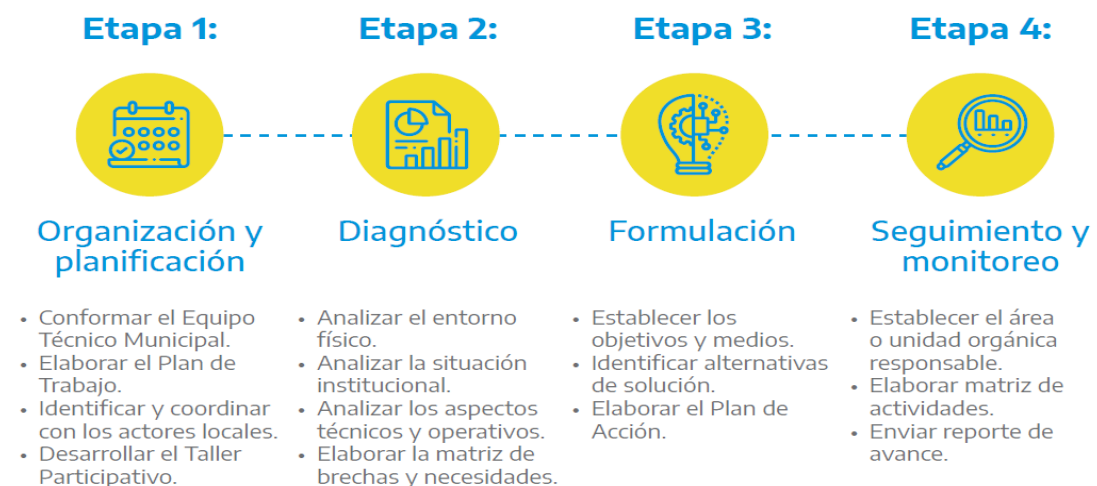 Etapa 1:
Etapa 2:
Etapa 3:
Etapa 4:
Organización y
planificación
Diagnóstico
Formulación
Seguimiento y
monitoreo
• Conformar el Equipo
Técnico Municipal.
• Elaborar el Plan de
Trabajo.
• Identificar y coordinar
con los actores locales.
• Desarrollar el Taller
Participativo.
• Analizar el entorno
físico.
• Analizar la situación
institucional.
• Analizar los aspectos
técnicos y operativos.
• Elaborar la matriz de
brechas y necesidades.
• Establecer los
objetivos y medios.
• Identificar alternativas
de solución.
• Elaborar el Plan de
Acción.
• Establecer el área
o unidad orgánica
responsable.
• Elaborar matriz de
actividades.
• Enviar reporte de
avance.